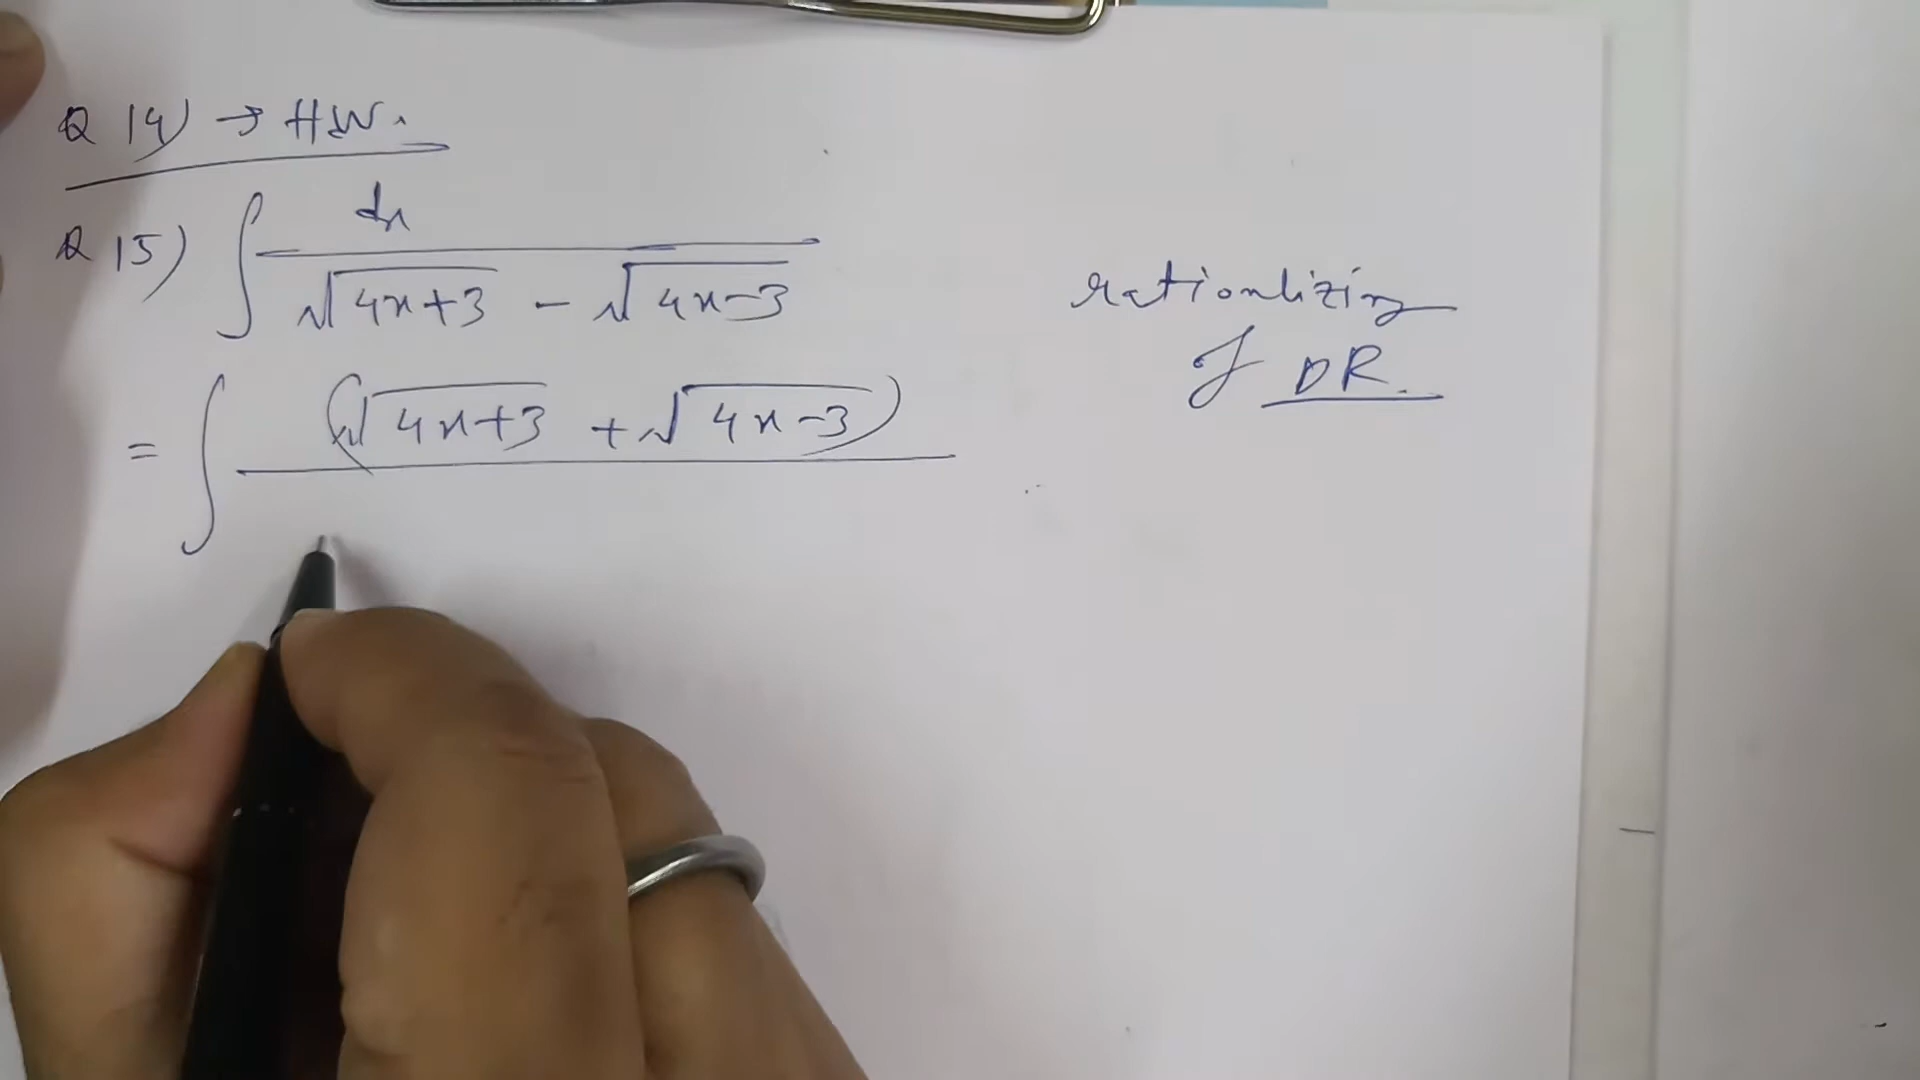 Q 14) → HW.
Q 15) ∫ dx / √(4x+3) − √(4x−3)
= ∫ (√(4x+3) + √(4x−3)) /
rationlizing
of DR.